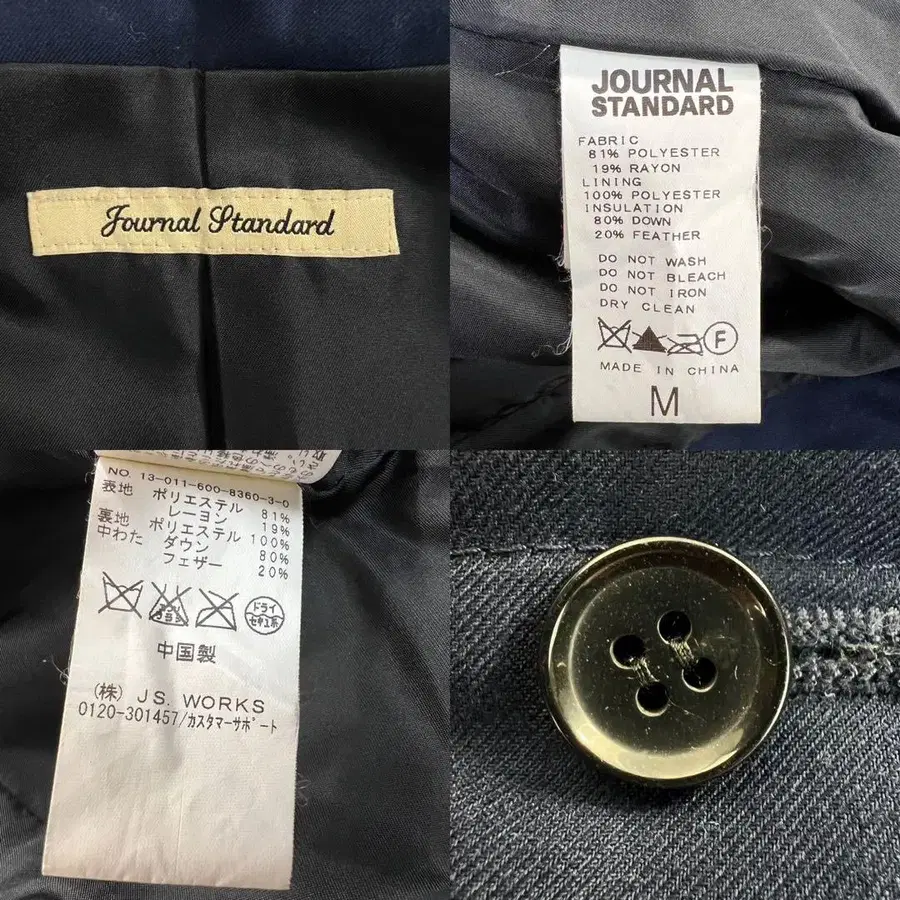 Journal Standard
JOURNAL
STANDARD
FABRIC
81% POLYESTER
19% RAYON
LINING
100% POLYESTER
INSULATION
80% DOWN
20% FEATHER
DO NOT WASH
DO NOT BLEACH
DO NOT IRON
DRY CLEAN
F
MADE IN CHINA
M
NO. 13-011-600-8360-3-0
表地 ポリエステル 81%
レーヨン 19%
裏地 ポリエステル 100%
中わた ダウン 80%
フェザー 20%
ドライ
セキユ系
中国製
(株) J.S. WORKS
0120-301457/カスタマーサポート